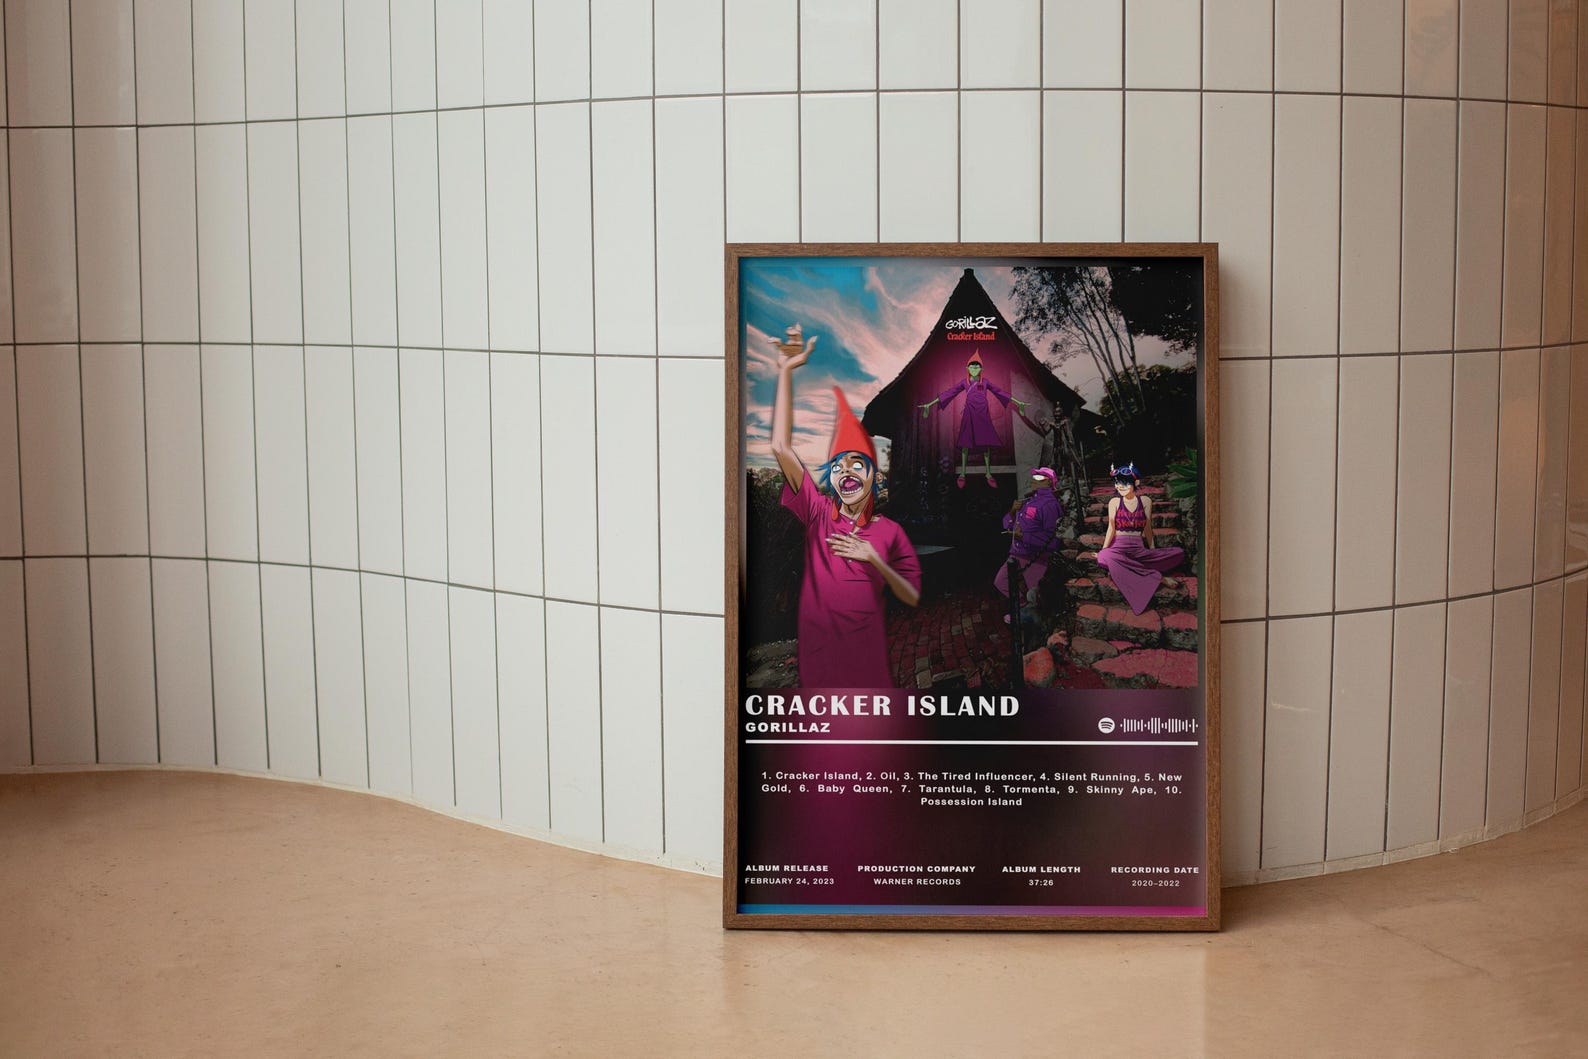 GORILLAZ
Cracker Island
CRACKER ISLAND
GORILLAZ
1. Cracker Island, 2. Oil, 3. The Tired Influencer, 4. Silent Running, 5. New
Gold, 6. Baby Queen, 7. Tarantula, 8. Tormenta, 9. Skinny Ape, 10.
Possession Island
ALBUM RELEASE PRODUCTION COMPANY ALBUM LENGTH RECORDING DATE
FEBRUARY 24, 2023 WARNER RECORDS 37:26 2020–2022